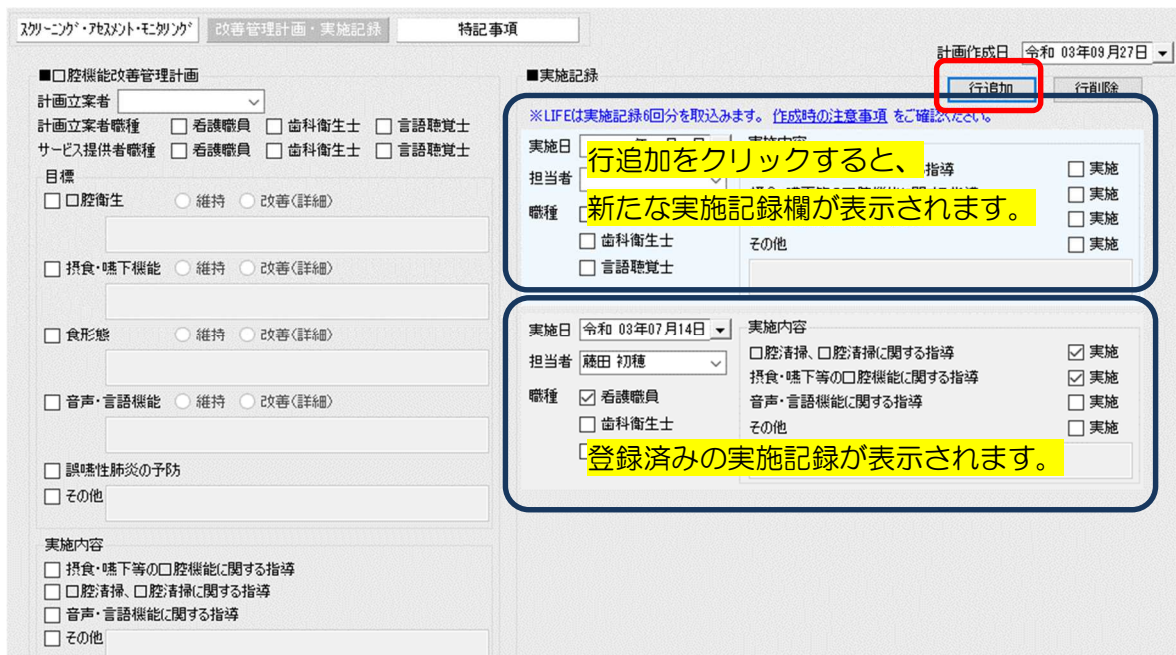 スクリーニング・アセスメント・モニタリング 改善管理計画・実施記録 特記事項
計画作成日 令和 03年09月27日
■口腔機能改善管理計画
計画立案者
計画立案者職種 看護職員 歯科衛生士 言語聴覚士
サービス提供者職種 看護職員 歯科衛生士 言語聴覚士
目標
口腔衛生 維持 改善(詳細)
摂食・嚥下機能 維持 改善(詳細)
食形態 維持 改善(詳細)
音声・言語機能 維持 改善(詳細)
誤嚥性肺炎の予防
その他
実施内容
摂食・嚥下等の口腔機能に関する指導
口腔清掃、口腔清掃に関する指導
音声・言語機能に関する指導
その他
■実施記録
行追加 行削除
※LIFEは実施記録6回分を取込みます。 作成時の注意事項 をご確認ください。
実施日
担当者
職種
歯科衛生士
言語聴覚士
実施内容
指導 実施
実施
実施
その他 実施
行追加をクリックすると、
新たな実施記録欄が表示されます。
実施日 令和 03年07月14日
担当者 藤田 初穂
職種 看護職員
歯科衛生士
実施内容
口腔清掃、口腔清掃に関する指導 実施
摂食・嚥下等の口腔機能に関する指導 実施
音声・言語機能に関する指導 実施
その他 実施
登録済みの実施記録が表示されます。